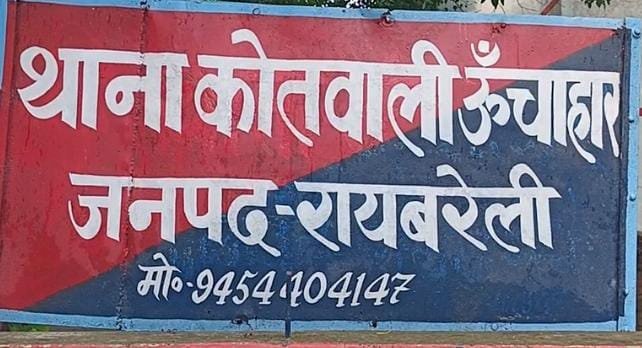 थाना कोतवाली ऊँचाहार
जनपद-रायबरेली
मो॰-9454404147